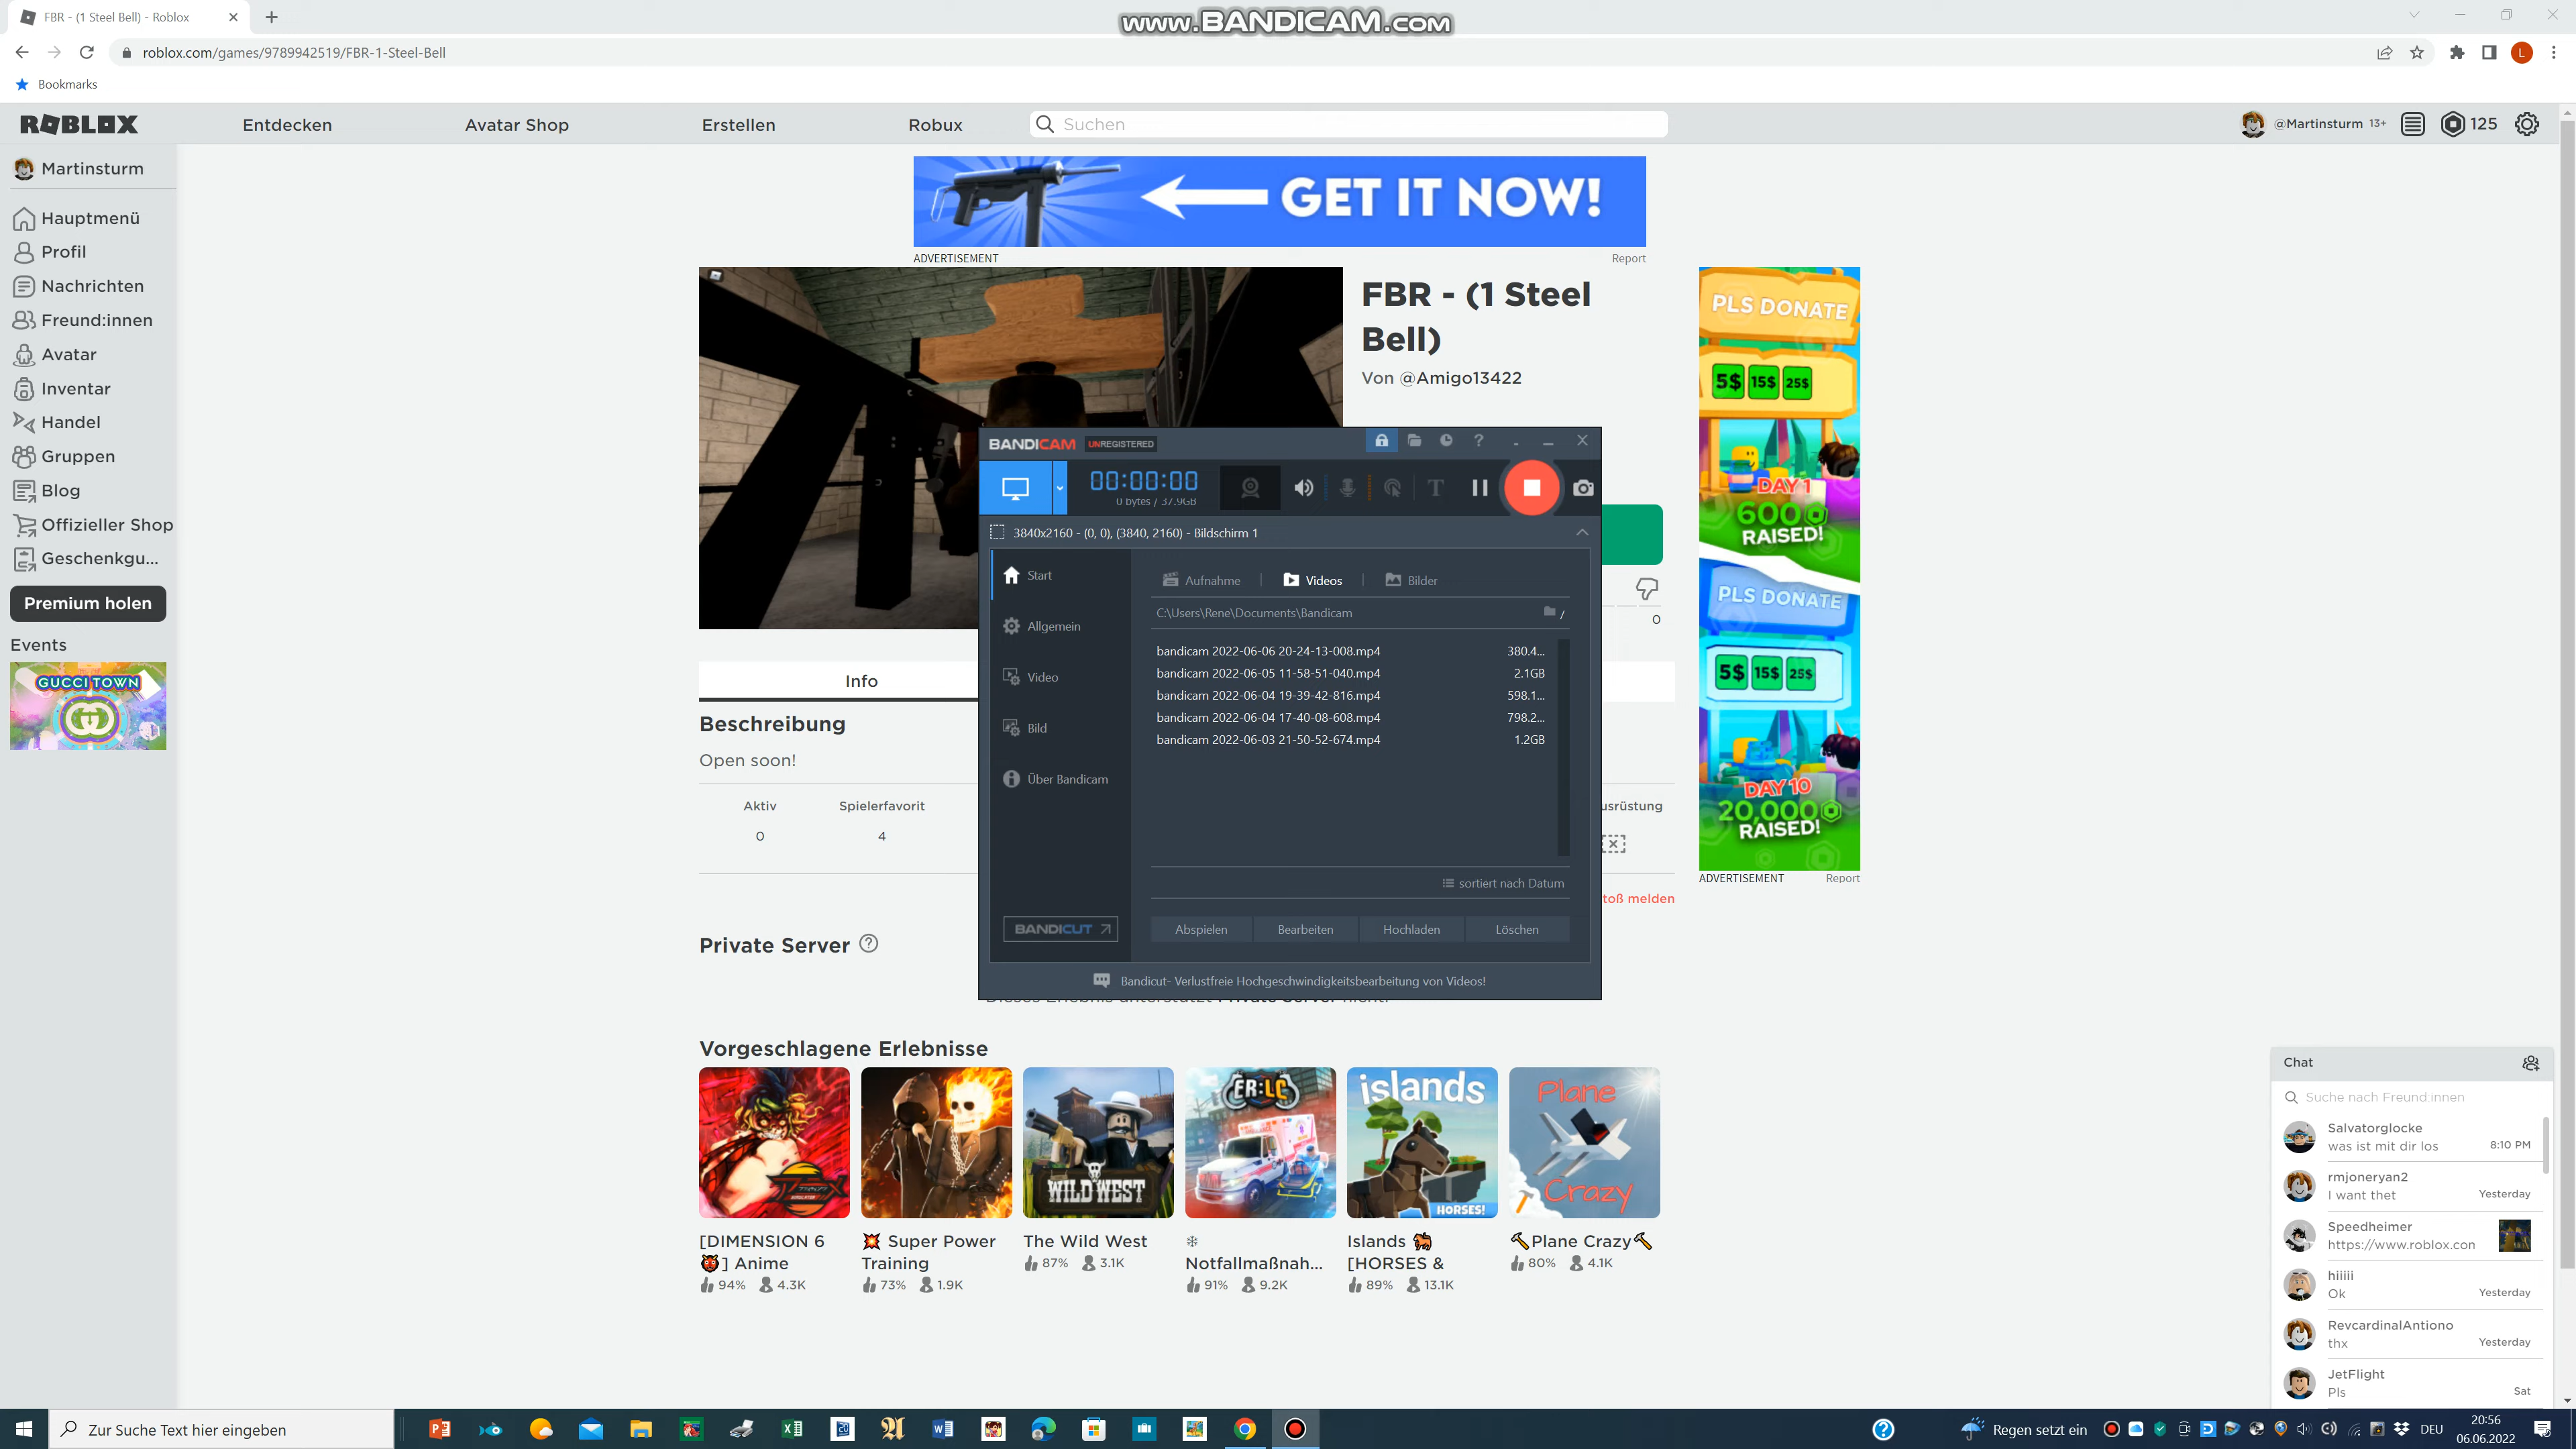 FBR - (1 Steel Bell) - Roblox
www.BANDICAM.com
roblox.com/games/9789942519/FBR-1-Steel-Bell
L
Bookmarks
ROBLOX
Entdecken
Avatar Shop
Erstellen
Robux
Suchen
@Martinsturm 13+
125
Martinsturm
Hauptmenü
Profil
Nachrichten
Freund:innen
Avatar
Inventar
Handel
Gruppen
Blog
Offizieller Shop
Geschenkgu...
Premium holen
Events
GUCCI TOWN
GET IT NOW!
ADVERTISEMENT
Report
FBR - (1 Steel
Bell)
Von @Amigo13422
0
Info
Beschreibung
Open soon!
Aktiv
Spielerfavorit
usrüstung
0
4
toß melden
Private Server
BANDICAM UNREGISTERED
00:00:00
0 bytes / 37.9GB
3840x2160 - (0, 0), (3840, 2160) - Bildschirm 1
Start
Allgemein
Video
Bild
Über Bandicam
BANDICUT
Aufnahme
Videos
Bilder
C:\Users\Rene\Documents\Bandicam
/
bandicam 2022-06-06 20-24-13-008.mp4 380.4...
bandicam 2022-06-05 11-58-51-040.mp4 2.1GB
bandicam 2022-06-04 19-39-42-816.mp4 598.1...
bandicam 2022-06-04 17-40-08-608.mp4 798.2...
bandicam 2022-06-03 21-50-52-674.mp4 1.2GB
sortiert nach Datum
Abspielen
Bearbeiten
Hochladen
Löschen
Bandicut- Verlustfreie Hochgeschwindigkeitsbearbeitung von Videos!
PLS DONATE
5$ 15$ 25$
DAY 1
600
RAISED!
PLS DONATE
5$ 15$ 25$
DAY 10
20,000
RAISED!
ADVERTISEMENT
Report
Vorgeschlagene Erlebnisse
WILD WEST
ER:LC
islands
HORSES!
Plane
Crazy
[DIMENSION 6
] Anime
94% 4.3K
Super Power
Training
73% 1.9K
The Wild West
87% 3.1K
Notfallmaßnah...
91% 9.2K
Islands
[HORSES &
89% 13.1K
Plane Crazy
80% 4.1K
Chat
Suche nach Freund:innen
Salvatorglocke
was ist mit dir los 8:10 PM
rmjoneryan2
I want thet Yesterday
Speedheimer
https://www.roblox.con
hiiiii
Ok Yesterday
RevcardinalAntiono
thx Yesterday
JetFlight
Pls Sat
Zur Suche Text hier eingeben
Regen setzt ein
DEU
20:56
06.06.2022